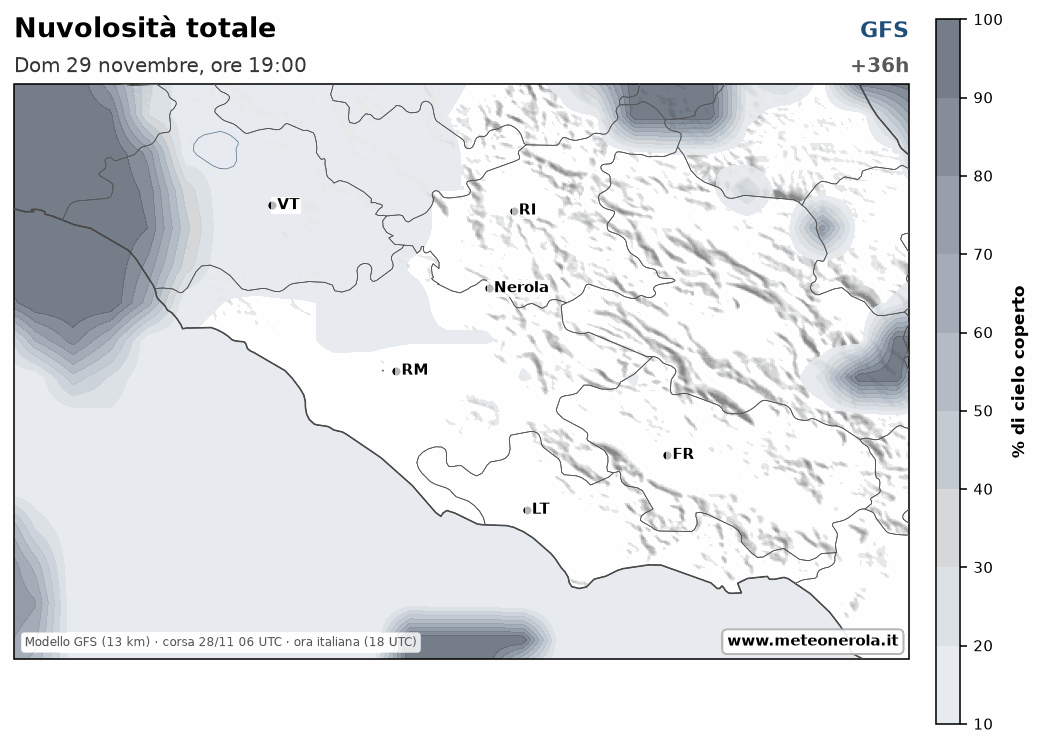 Nuvolosità totale
GFS
Dom 29 novembre, ore 19:00
+36h
VT
RI
Nerola
RM
FR
LT
Modello GFS (13 km) · corsa 28/11 06 UTC · ora italiana (18 UTC)
www.meteonerola.it
100
90
80
70
60
50
40
30
20
10
% di cielo coperto